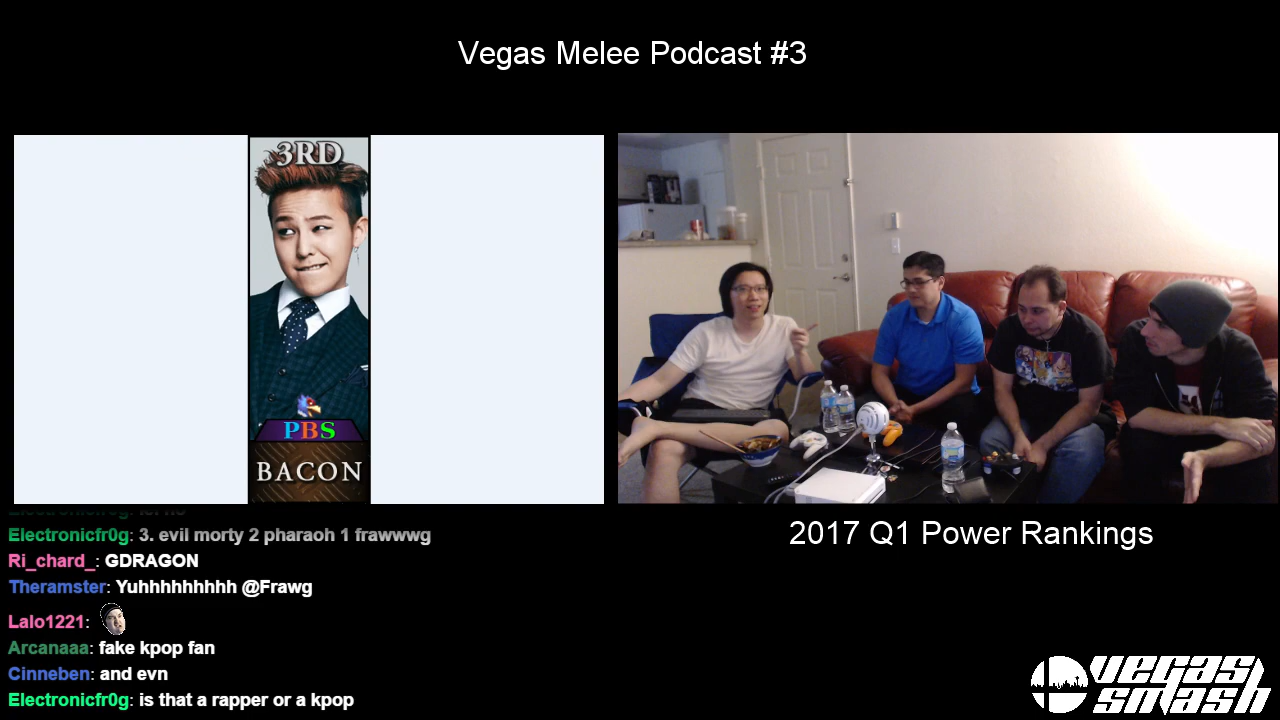 Vegas Melee Podcast #3
3RD
PBS
BACON
Electronicfr0g: 3. evil morty 2 pharaoh 1 frawwwg
Ri_chard_: GDRAGON
Theramster: Yuhhhhhhhhh @Frawg
Lalo1221:
Arcanaaa: fake kpop fan
Cinneben: and evn
Electronicfr0g: is that a rapper or a kpop
2017 Q1 Power Rankings
VEGAS
SMASH